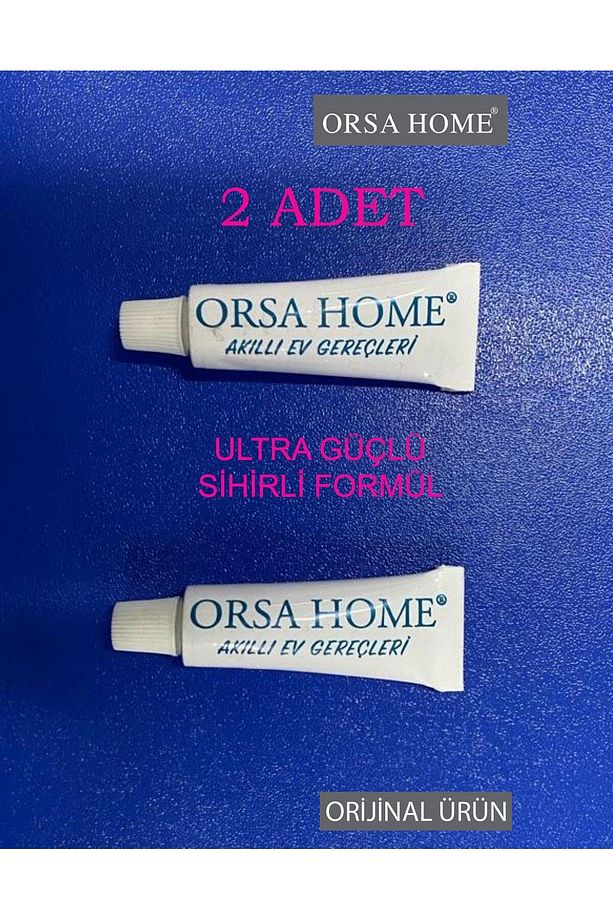 ORSA HOME®
2 ADET
ORSA HOME®
AKILLI EV GEREÇLERİ
ULTRA GÜÇLÜ
SİHİRLİ FORMÜL
ORSA HOME®
AKILLI EV GEREÇLERİ
ORİJİNAL ÜRÜN